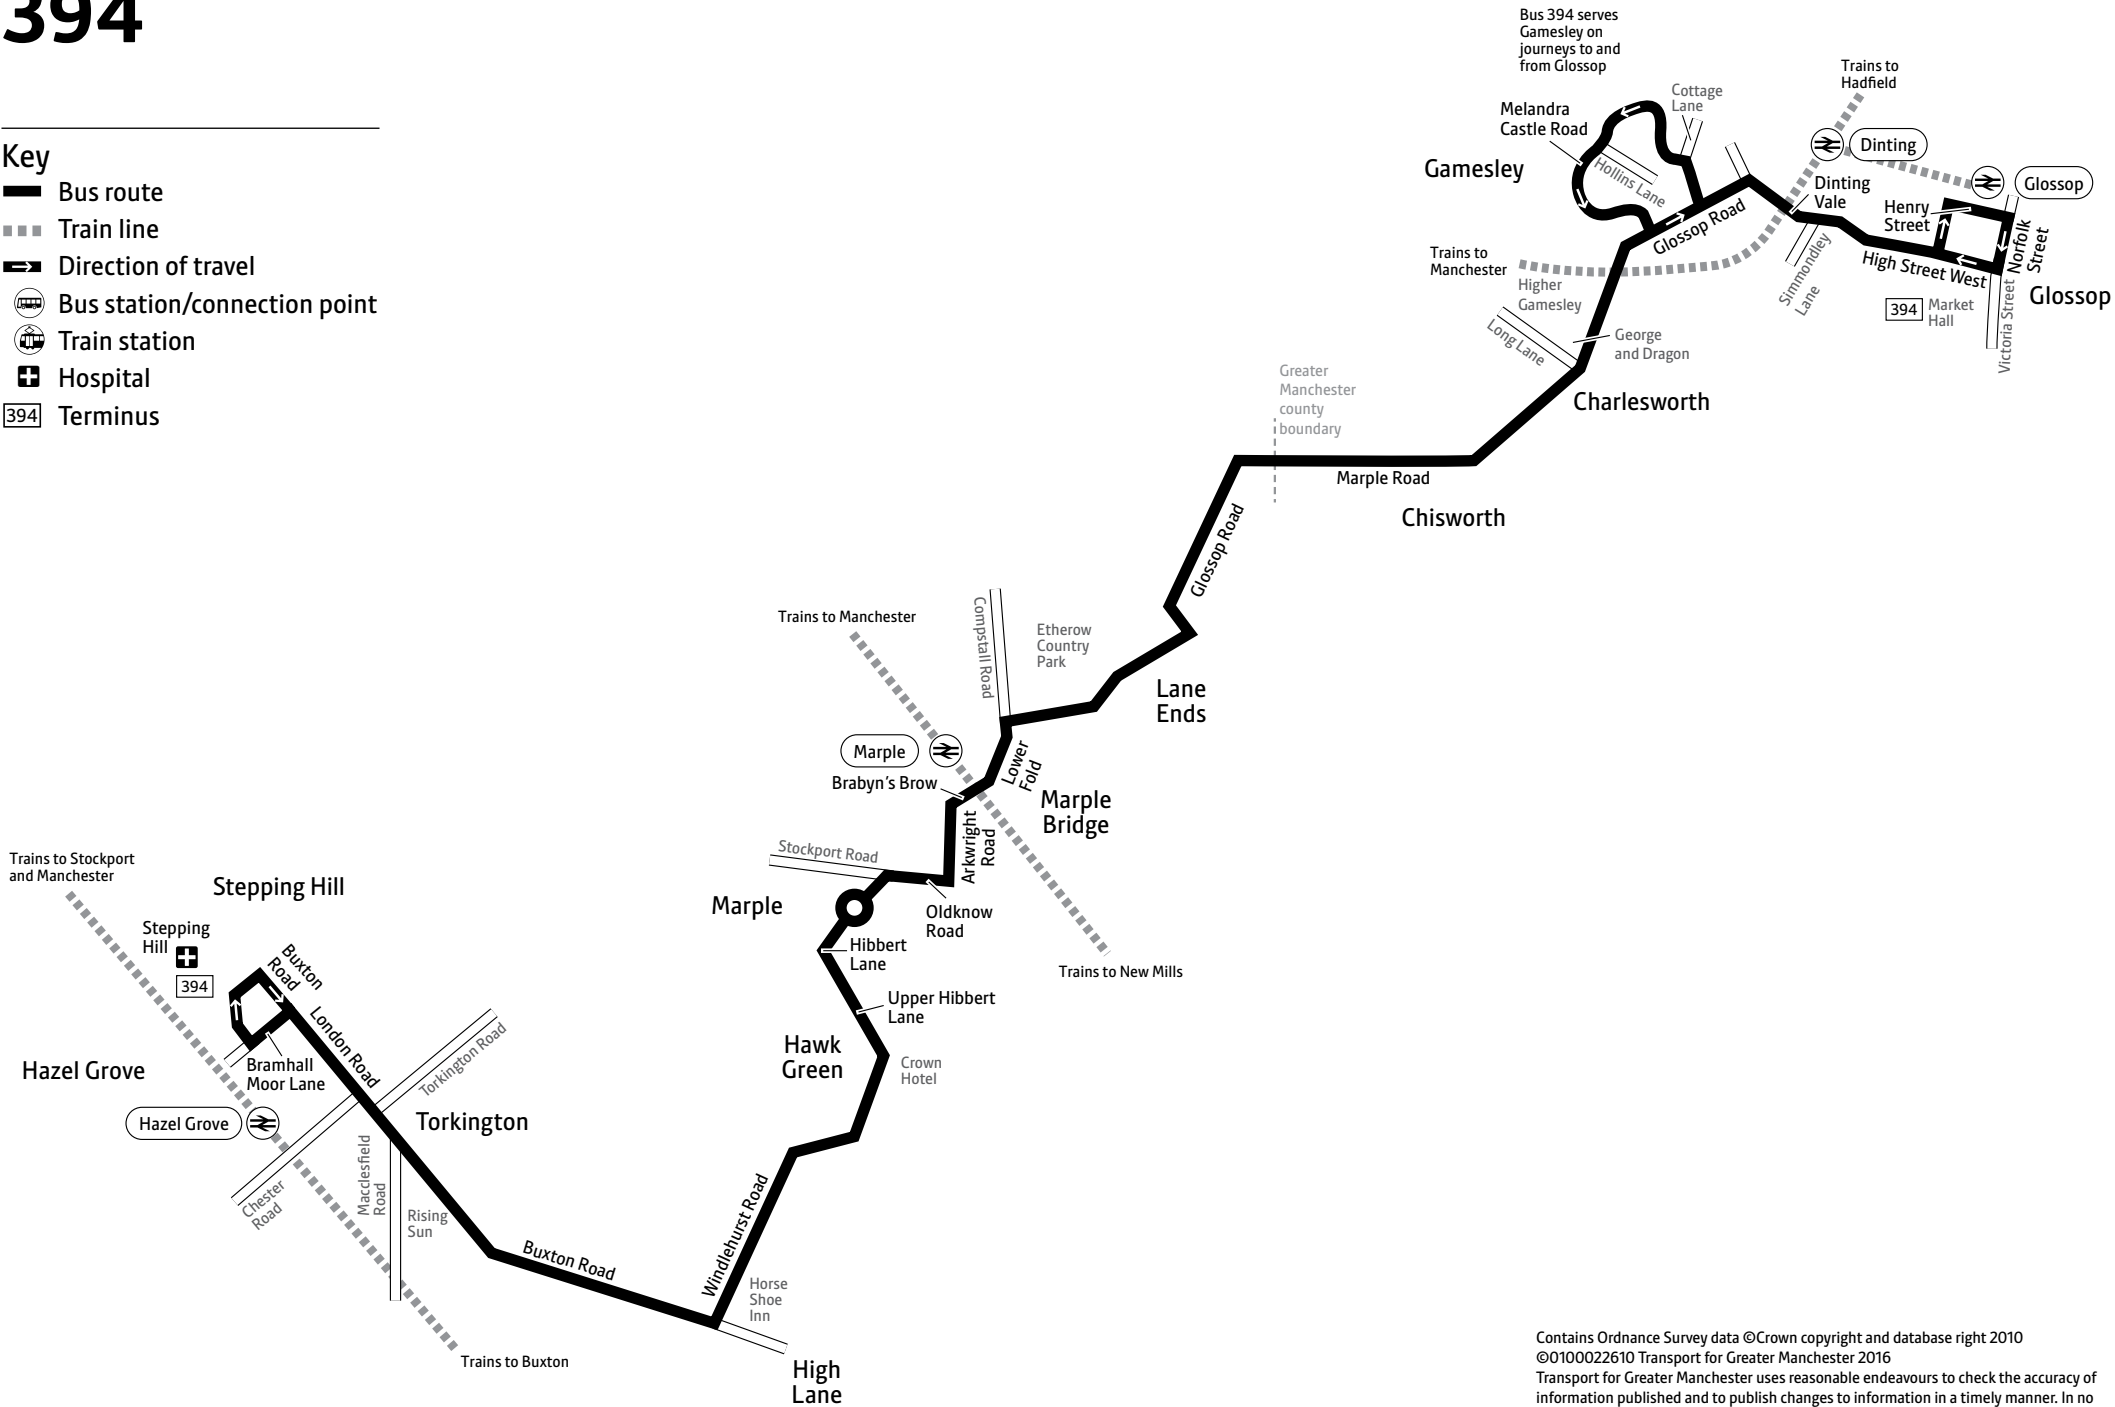 394
Key
Bus route
Train line
Direction of travel
Bus station/connection point
Train station
Hospital
394 Terminus
Bus 394 serves
Gamesley on
journeys to and
from Glossop
Trains to
Hadfield
Cottage
Lane
Melandra
Castle Road
Gamesley
Hollins Lane
Dinting
Glossop
Dinting
Vale
Henry
Street
Norfolk
Street
Glossop Road
Trains to
Manchester
High Street West
Simmondley
Lane
Higher
Gamesley
394
Market
Hall
Victoria Street
Glossop
Long Lane
George
and Dragon
Charlesworth
Greater
Manchester
county
boundary
Marple Road
Chisworth
Glossop Road
Trains to Manchester
Compstall Road
Etherow
Country
Park
Lane
Ends
Marple
Brabyn's Brow
Lower
Fold
Marple
Bridge
Arkwright
Road
Stockport Road
Marple
Oldknow
Road
Hibbert
Lane
Trains to New Mills
Upper Hibbert
Lane
Hawk
Green
Crown
Hotel
Trains to Stockport
and Manchester
Stepping Hill
Stepping
Hill
394
Buxton
Road
London Road
Torkington Road
Hazel Grove
Bramhall
Moor Lane
Hazel Grove
Torkington
Chester
Road
Macclesfield
Road
Rising
Sun
Buxton Road
Windlehurst Road
Horse
Shoe
Inn
Trains to Buxton
High
Lane
Contains Ordnance Survey data ©Crown copyright and database right 2010
©0100022610 Transport for Greater Manchester 2016
Transport for Greater Manchester uses reasonable endeavours to check the accuracy of
information published and to publish changes to information in a timely manner. In no